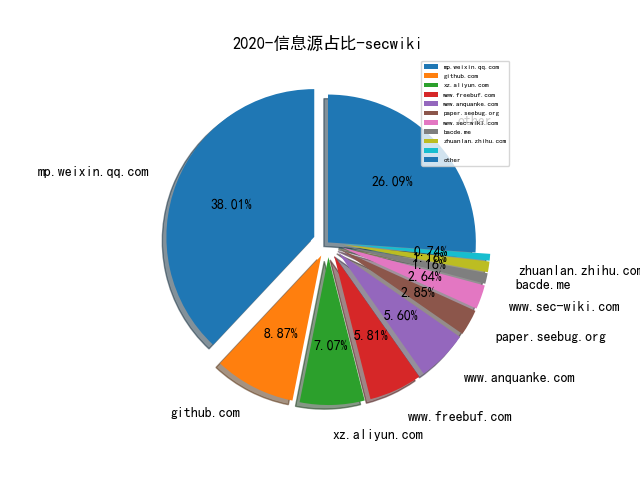 2020-信息源占比-secwiki
mp.weixin.qq.com
github.com
xz.aliyun.com
www.freebuf.com
www.anquanke.com
paper.seebug.org
www.sec-wiki.com
bacde.me
zhuanlan.zhihu.com
other
other
mp.weixin.qq.com
38.01%
26.09%
0.74%
1.16%
2.64%
2.85%
5.60%
5.81%
7.07%
8.87%
zhuanlan.zhihu.com
bacde.me
www.sec-wiki.com
paper.seebug.org
www.anquanke.com
www.freebuf.com
github.com
xz.aliyun.com